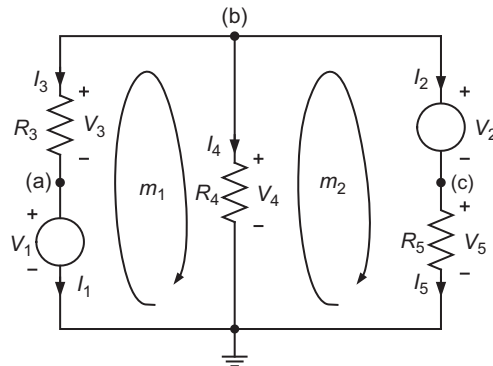 (b)
I3
+
R3
V3
−
(a)
+
V1
−
I1
m1
I4
+
R4
V4
−
m2
I2
+
V2
−
(c)
+
R5
V5
−
I5